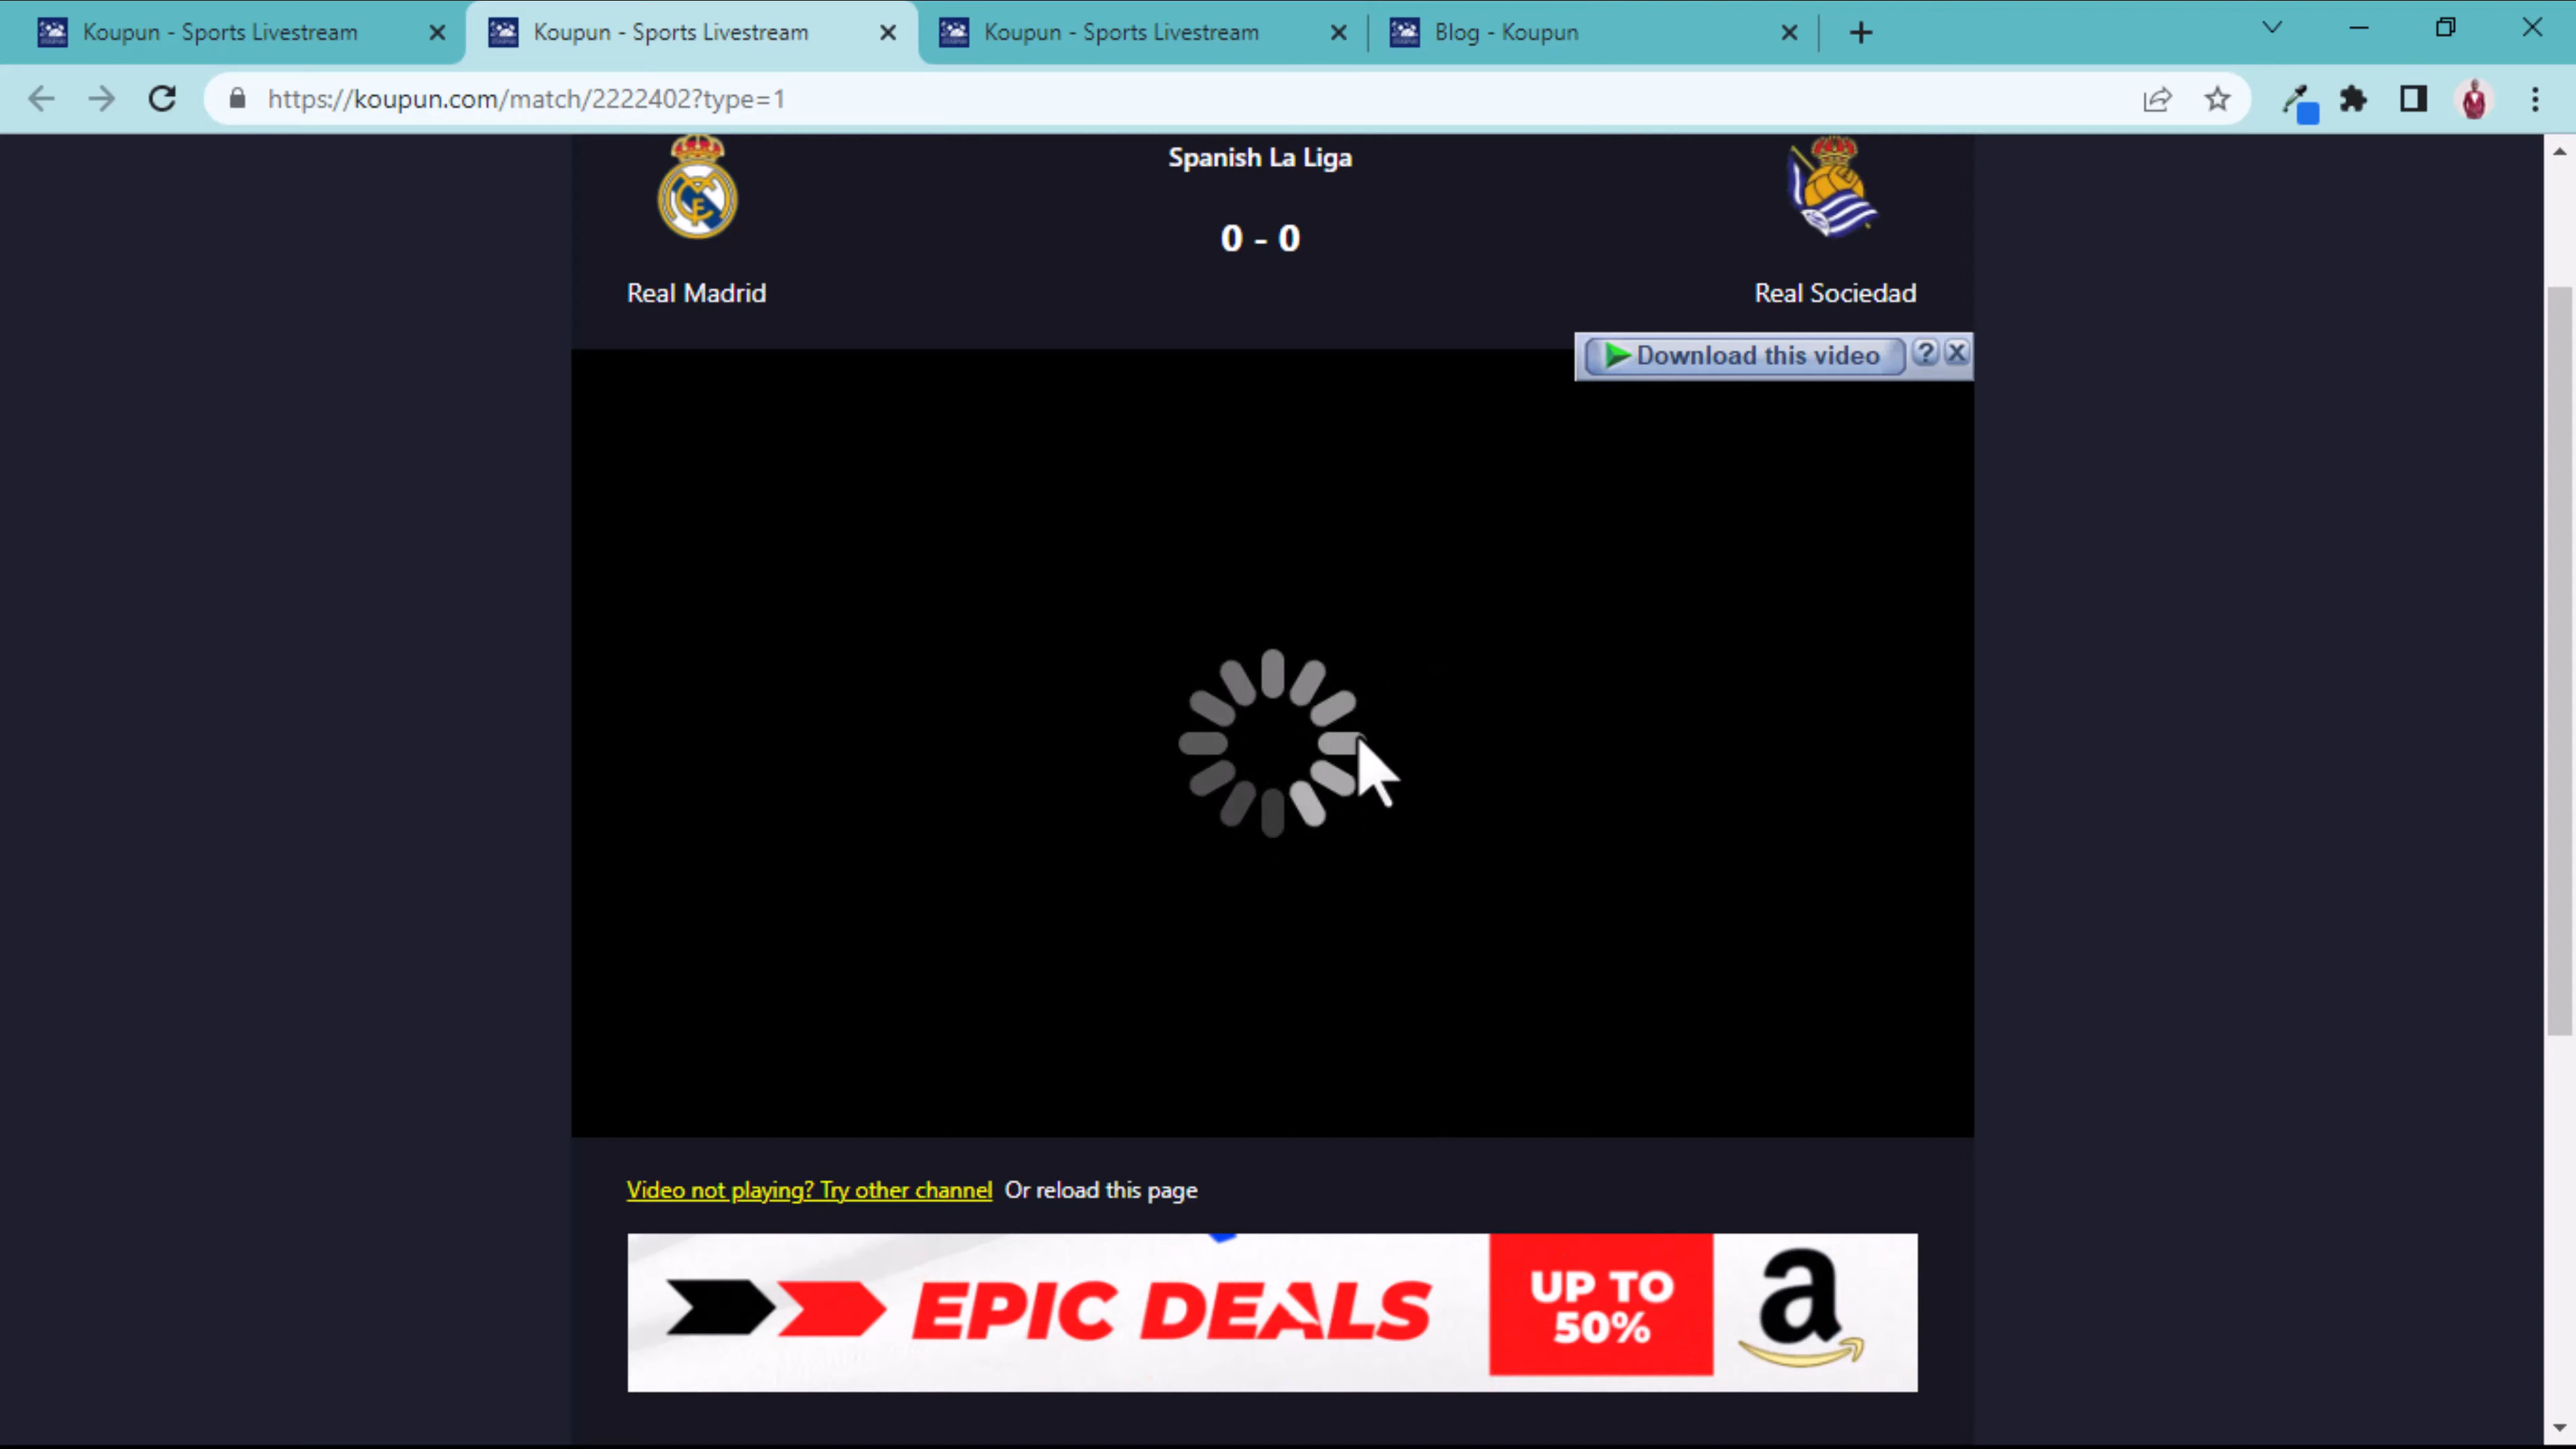 Koupun - Sports Livestream
Koupun - Sports Livestream
Koupun - Sports Livestream
Blog - Koupun
https://koupun.com/match/2222402?type=1
Spanish La Liga
0 - 0
Real Madrid
Real Sociedad
Download this video
Video not playing? Try other channel Or reload this page
EPIC DEALS
UP TO
50%
a